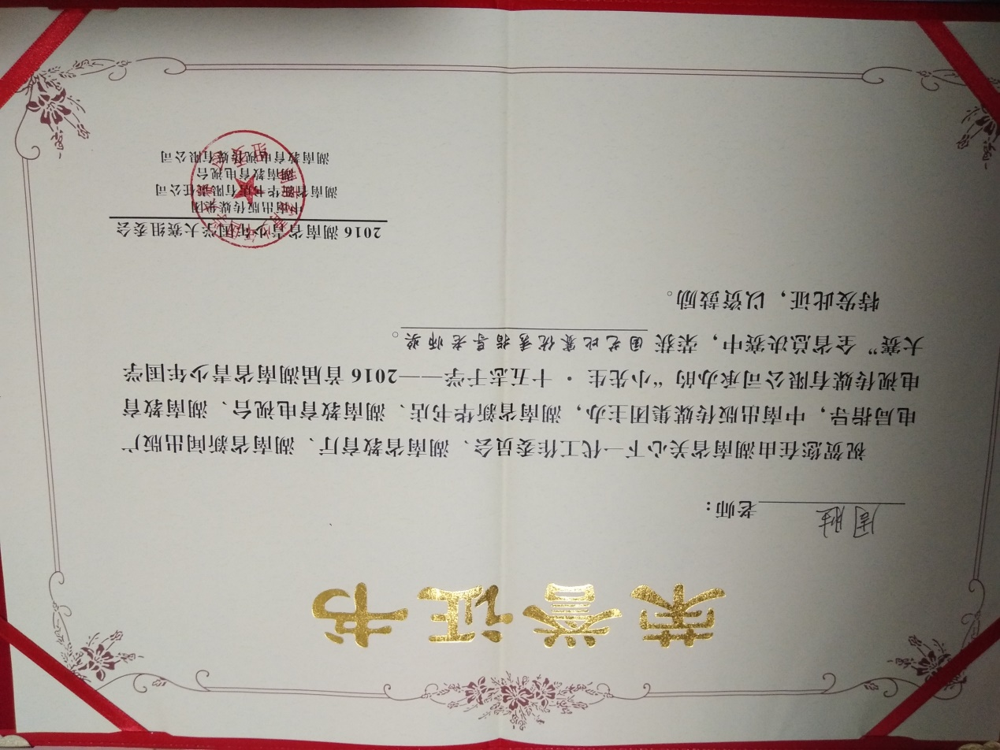 荣誉证书
周胜 老师：
祝贺您在由湖南省关心下一代工作委员会、湖南省教育厅、湖南省新闻出版广
电局指导，中南出版传媒集团主办，湖南省新华书店、湖南教育电视台、湖南教育
电视传媒有限公司承办的“小先生·十五志于学——2016首届湖南省青少年国学
大赛”全省总决赛中，荣获 国艺比赛优秀指导老师奖。
特发此证，以资鼓励。
2016湖南省青少年国学大赛组委会
中南出版传媒集团
湖南省新华书店有限责任公司
湖南教育电视台
湖南教育电视传媒有限公司